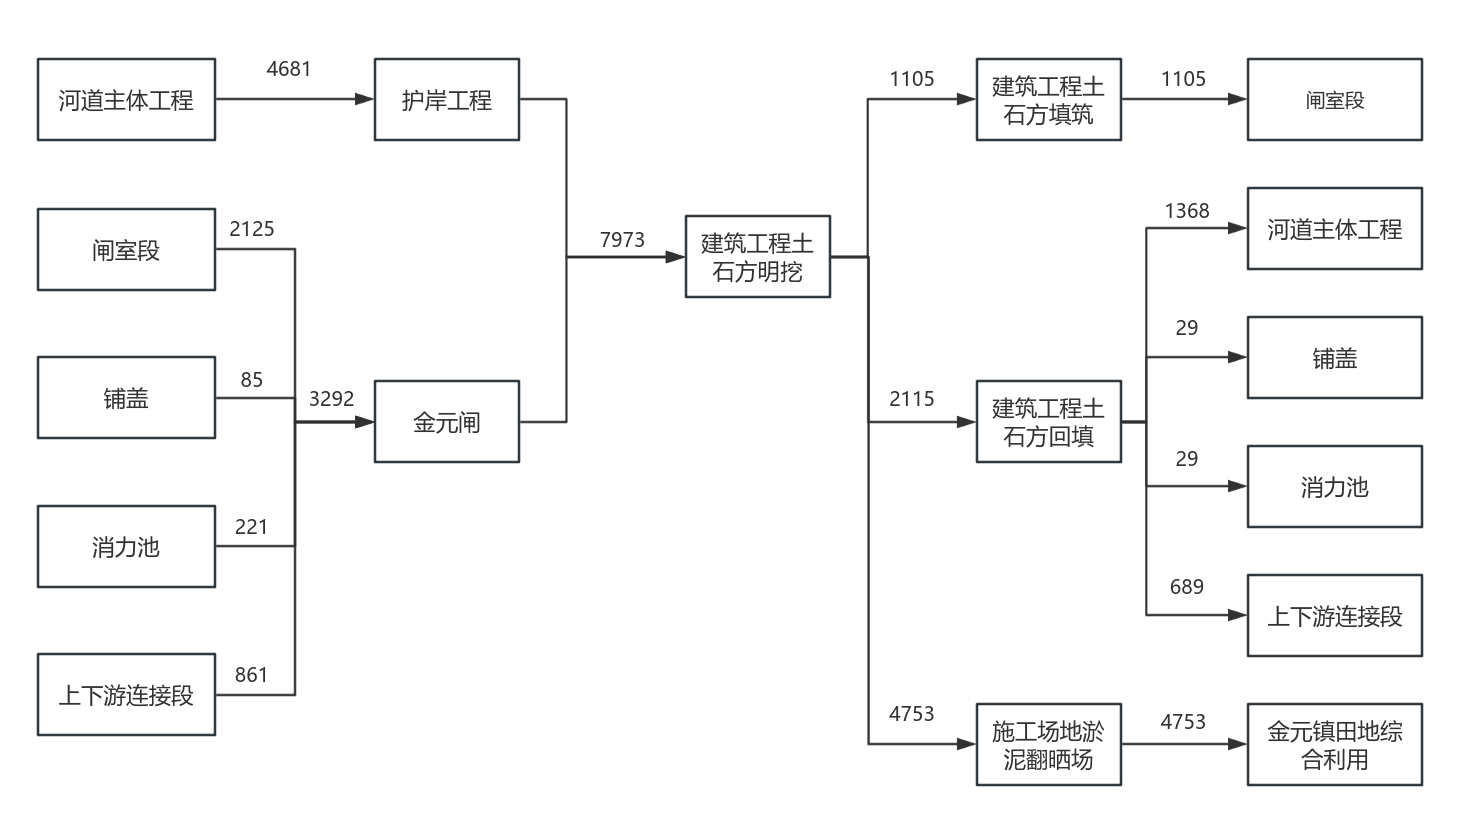 河道主体工程
4681
护岸工程
闸室段
2125
铺盖
85
消力池
221
上下游连接段
861
3292
金元闸
7973
建筑工程土
石方明挖
1105
建筑工程土
石方填筑
1105
闸室段
2115
建筑工程土
石方回填
1368
河道主体工程
29
铺盖
29
消力池
689
上下游连接段
4753
施工场地淤
泥翻晒场
4753
金元镇田地综
合利用